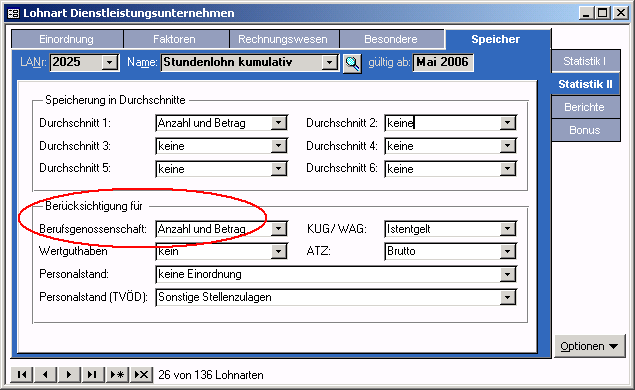 Lohnart Dienstleistungsunternehmen
Einordnung Faktoren Rechnungswesen Besondere Speicher
LANr: 2025 Name: Stundenlohn kumulativ gültig ab: Mai 2006
Statistik I
Statistik II
Berichte
Bonus
Speicherung in Durchschnitte
Durchschnitt 1: Anzahl und Betrag Durchschnitt 2: keine
Durchschnitt 3: keine Durchschnitt 4: keine
Durchschnitt 5: keine Durchschnitt 6: keine
Berücksichtigung für
Berufsgenossenschaft: Anzahl und Betrag KUG/WAG: Istentgelt
Wertguthaben kein ATZ: Brutto
Personalstand: keine Einordnung
Personalstand (TVÖD): Sonstige Stellenzulagen
Optionen
26 von 136 Lohnarten